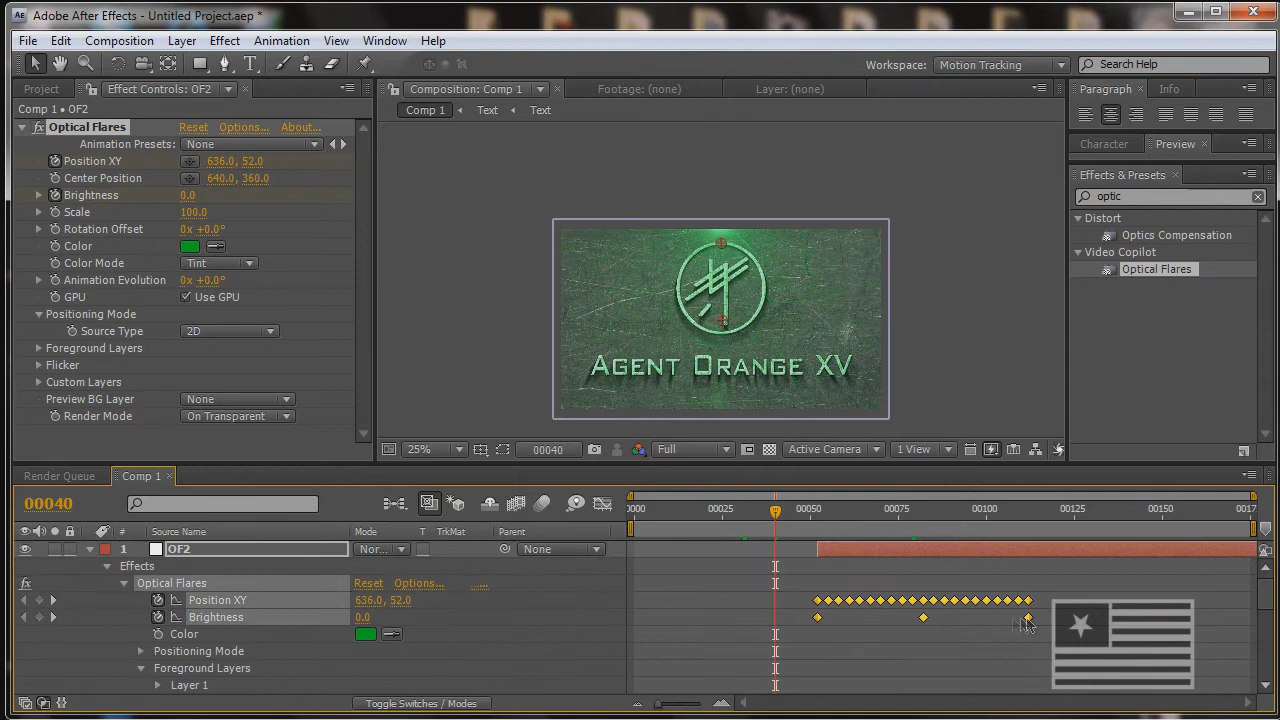 Adobe After Effects - Untitled Project.aep *
File Edit Composition Layer Effect Animation View Window Help
Workspace: Motion Tracking Search Help
Project Effect Controls: OF2
Comp 1 • OF2
Optical Flares Reset Options... About...
Animation Presets: None
Position XY 636.0, 52.0
Center Position 640.0, 360.0
Brightness 0.0
Scale 100.0
Rotation Offset 0x +0.0°
Color
Color Mode Tint
Animation Evolution 0x +0.0°
GPU Use GPU
Positioning Mode
Source Type 2D
Foreground Layers
Flicker
Custom Layers
Preview BG Layer None
Render Mode On Transparent
Composition: Comp 1 Footage: (none) Layer: (none)
Comp 1 Text Text
Agent Orange XV
25% 00040 Full Active Camera 1 View
Paragraph Info
Character Preview
Effects & Presets
optic
Distort
Optics Compensation
Video Copilot
Optical Flares
Render Queue Comp 1
00040
0000 00025 00050 00075 00100 00125 00150 0017
# Source Name Mode T TrkMat Parent
1 OF2 Nor... None
Effects
Optical Flares Reset Options... ......
Position XY 636.0, 52.0
Brightness 0.0
Color
Positioning Mode
Foreground Layers
Layer 1
Toggle Switches / Modes